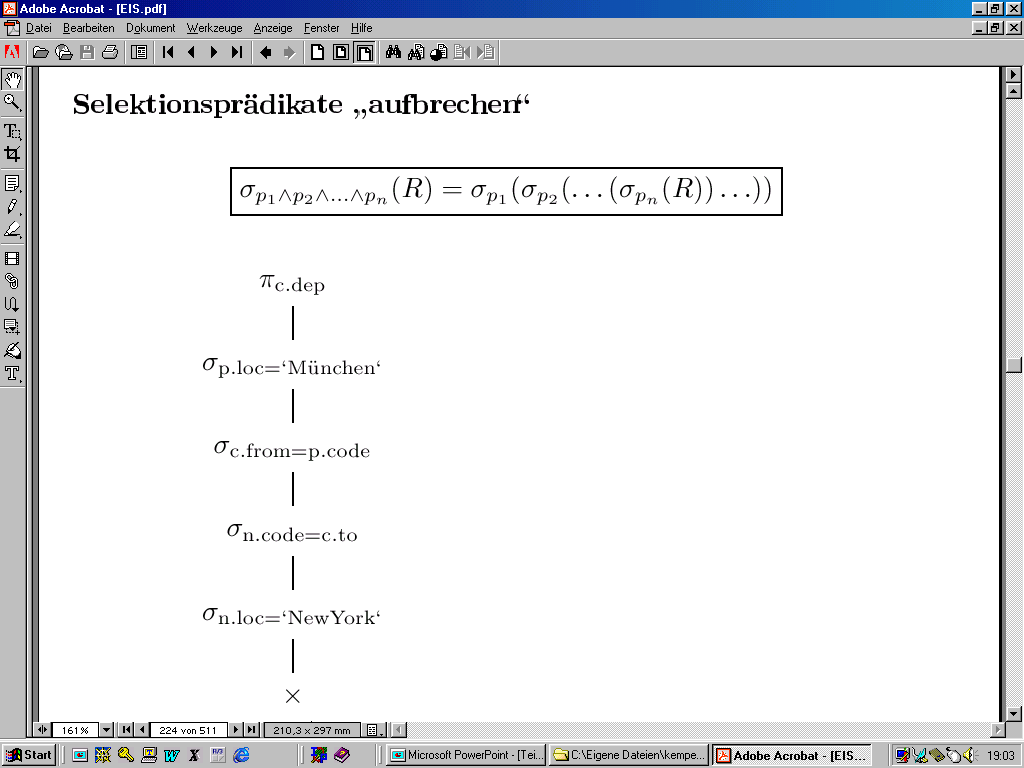 Adobe Acrobat - [EIS.pdf]
Datei Bearbeiten Dokument Werkzeuge Anzeige Fenster Hilfe
Selektionsprädikate „aufbrechen“
σp₁∧p₂∧...∧pₙ(R) = σp₁(σp₂(...(σpₙ(R))...))
πc.dep
σp.loc=‘München‘
σc.from=p.code
σn.code=c.to
σn.loc=‘NewYork‘
×
161% 224 von 511 210,3 x 297 mm
Start Microsoft PowerPoint - [Tei... C:\Eigene Dateien\kempe... Adobe Acrobat - [EIS... 19:03